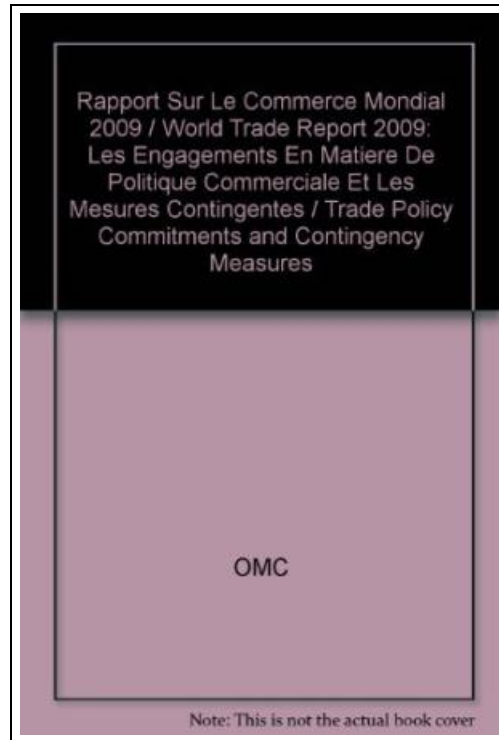 Rapport Sur Le Commerce Mondial
2009 / World Trade Report 2009:
Les Engagements En Matiere De
Politique Commerciale Et Les
Mesures Contingentes / Trade Policy
Commitments and Contingency
Measures
OMC
Note: This is not the actual book cover